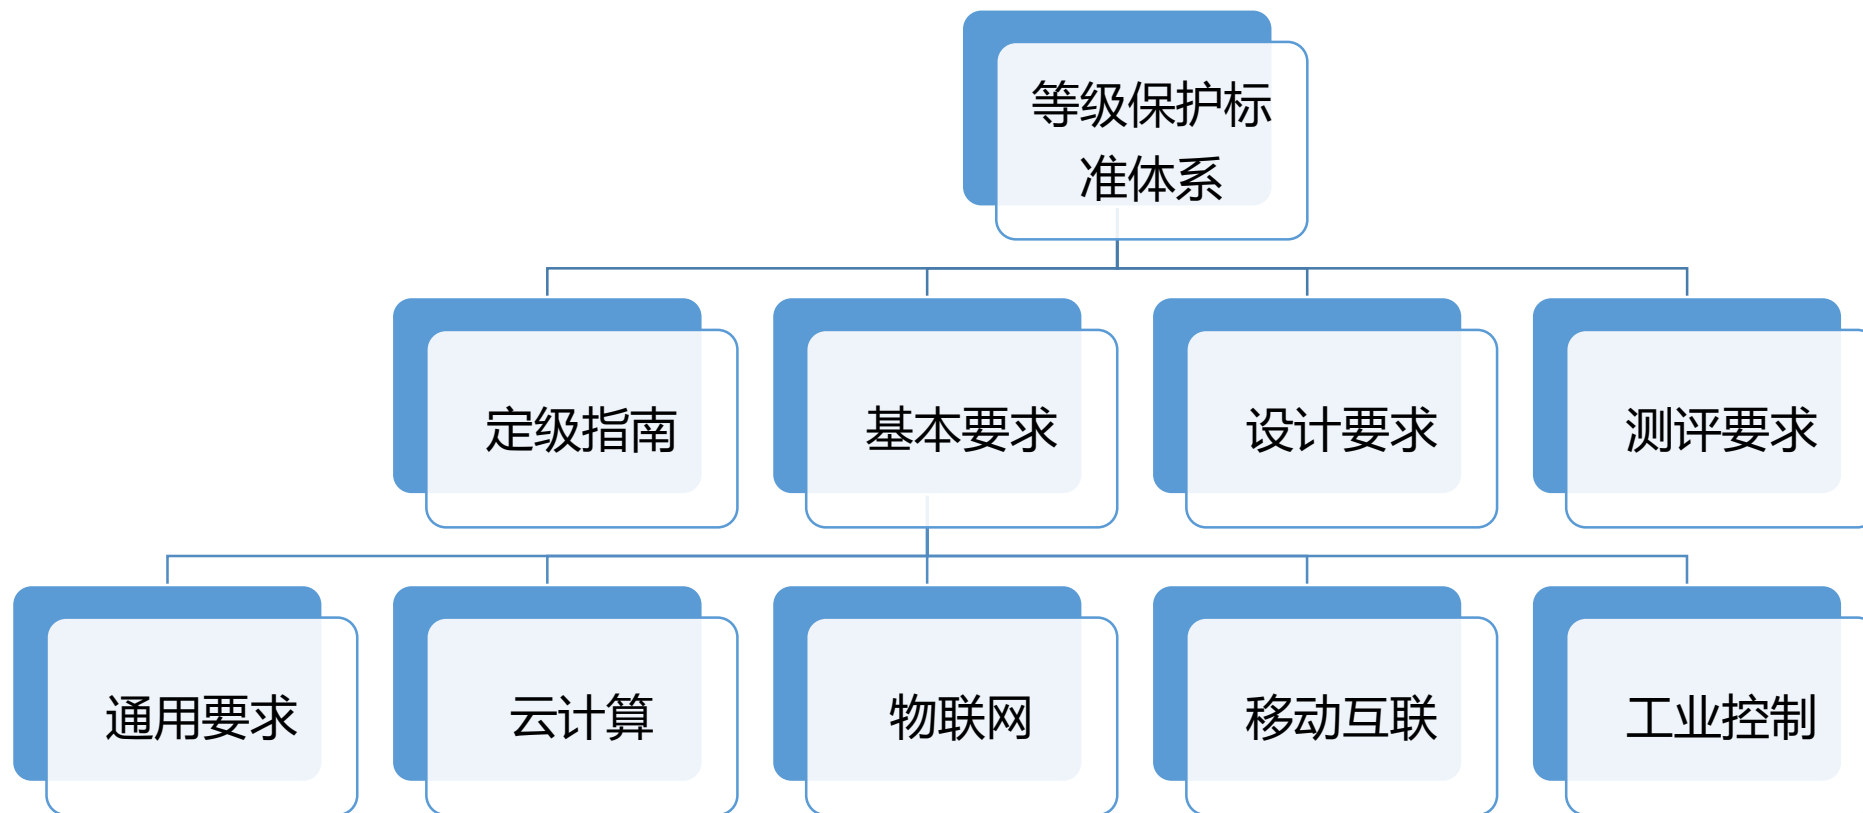 等级保护标
准体系
定级指南
基本要求
设计要求
测评要求
通用要求
云计算
物联网
移动互联
工业控制